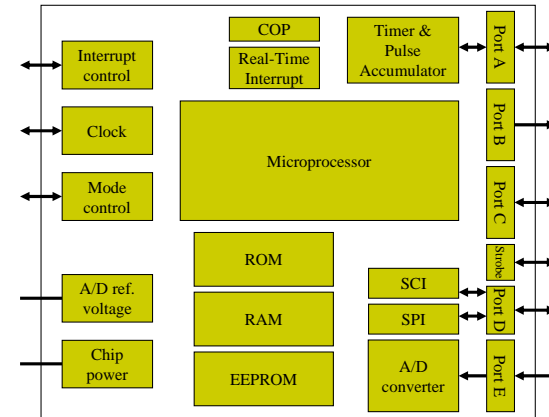 COP
Timer &
Pulse
Accumulator
Port A
Interrupt
control
Real-Time
Interrupt
Clock
Port B
Microprocessor
Mode
control
Port C
ROM
Strobe
A/D ref.
voltage
SCI
Port D
RAM
SPI
Chip
power
EEPROM
A/D
converter
Port E